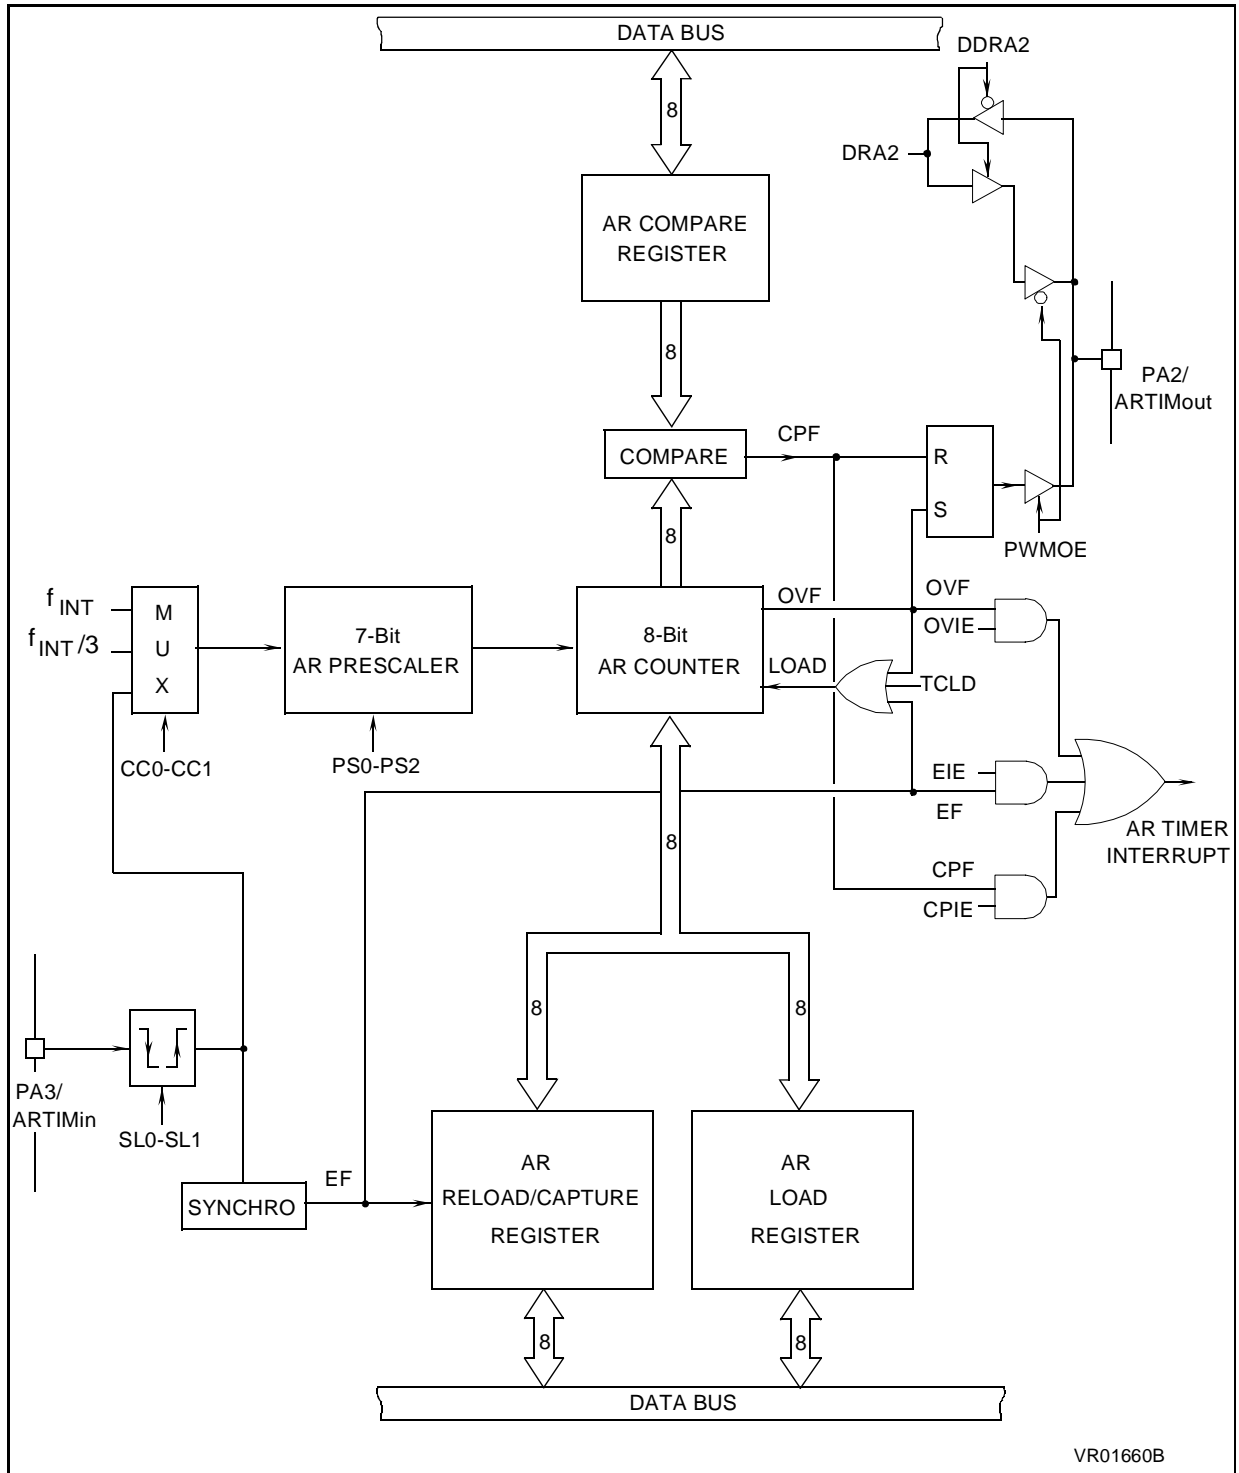 DATA BUS
DDRA2
8
DRA2
AR COMPARE
REGISTER
8
PA2/
ARTIMout
CPF
COMPARE
R
S
8
PWMOE
fINT
fINT/3
M
U
X
7-Bit
AR PRESCALER
8-Bit
AR COUNTER
OVF
OVF
OVIE
LOAD
TCLD
CC0-CC1
PS0-PS2
EIE
EF
AR TIMER
INTERRUPT
8
CPF
CPIE
8
8
PA3/
ARTIMin
SL0-SL1
SYNCHRO
EF
AR
RELOAD/CAPTURE
REGISTER
AR
LOAD
REGISTER
8
8
DATA BUS
VR01660B